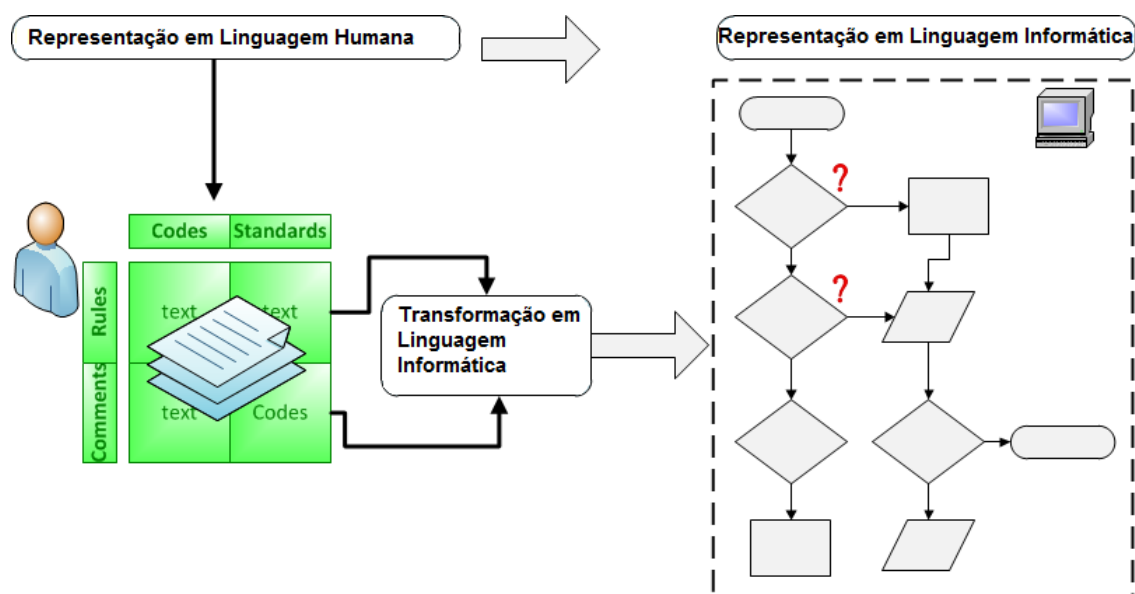 Representação em Linguagem Humana
Representação em Linguagem Informática
?
Codes Standards
?
Rules
text text
Transformação em
Linguagem
Informática
Comments
text Codes